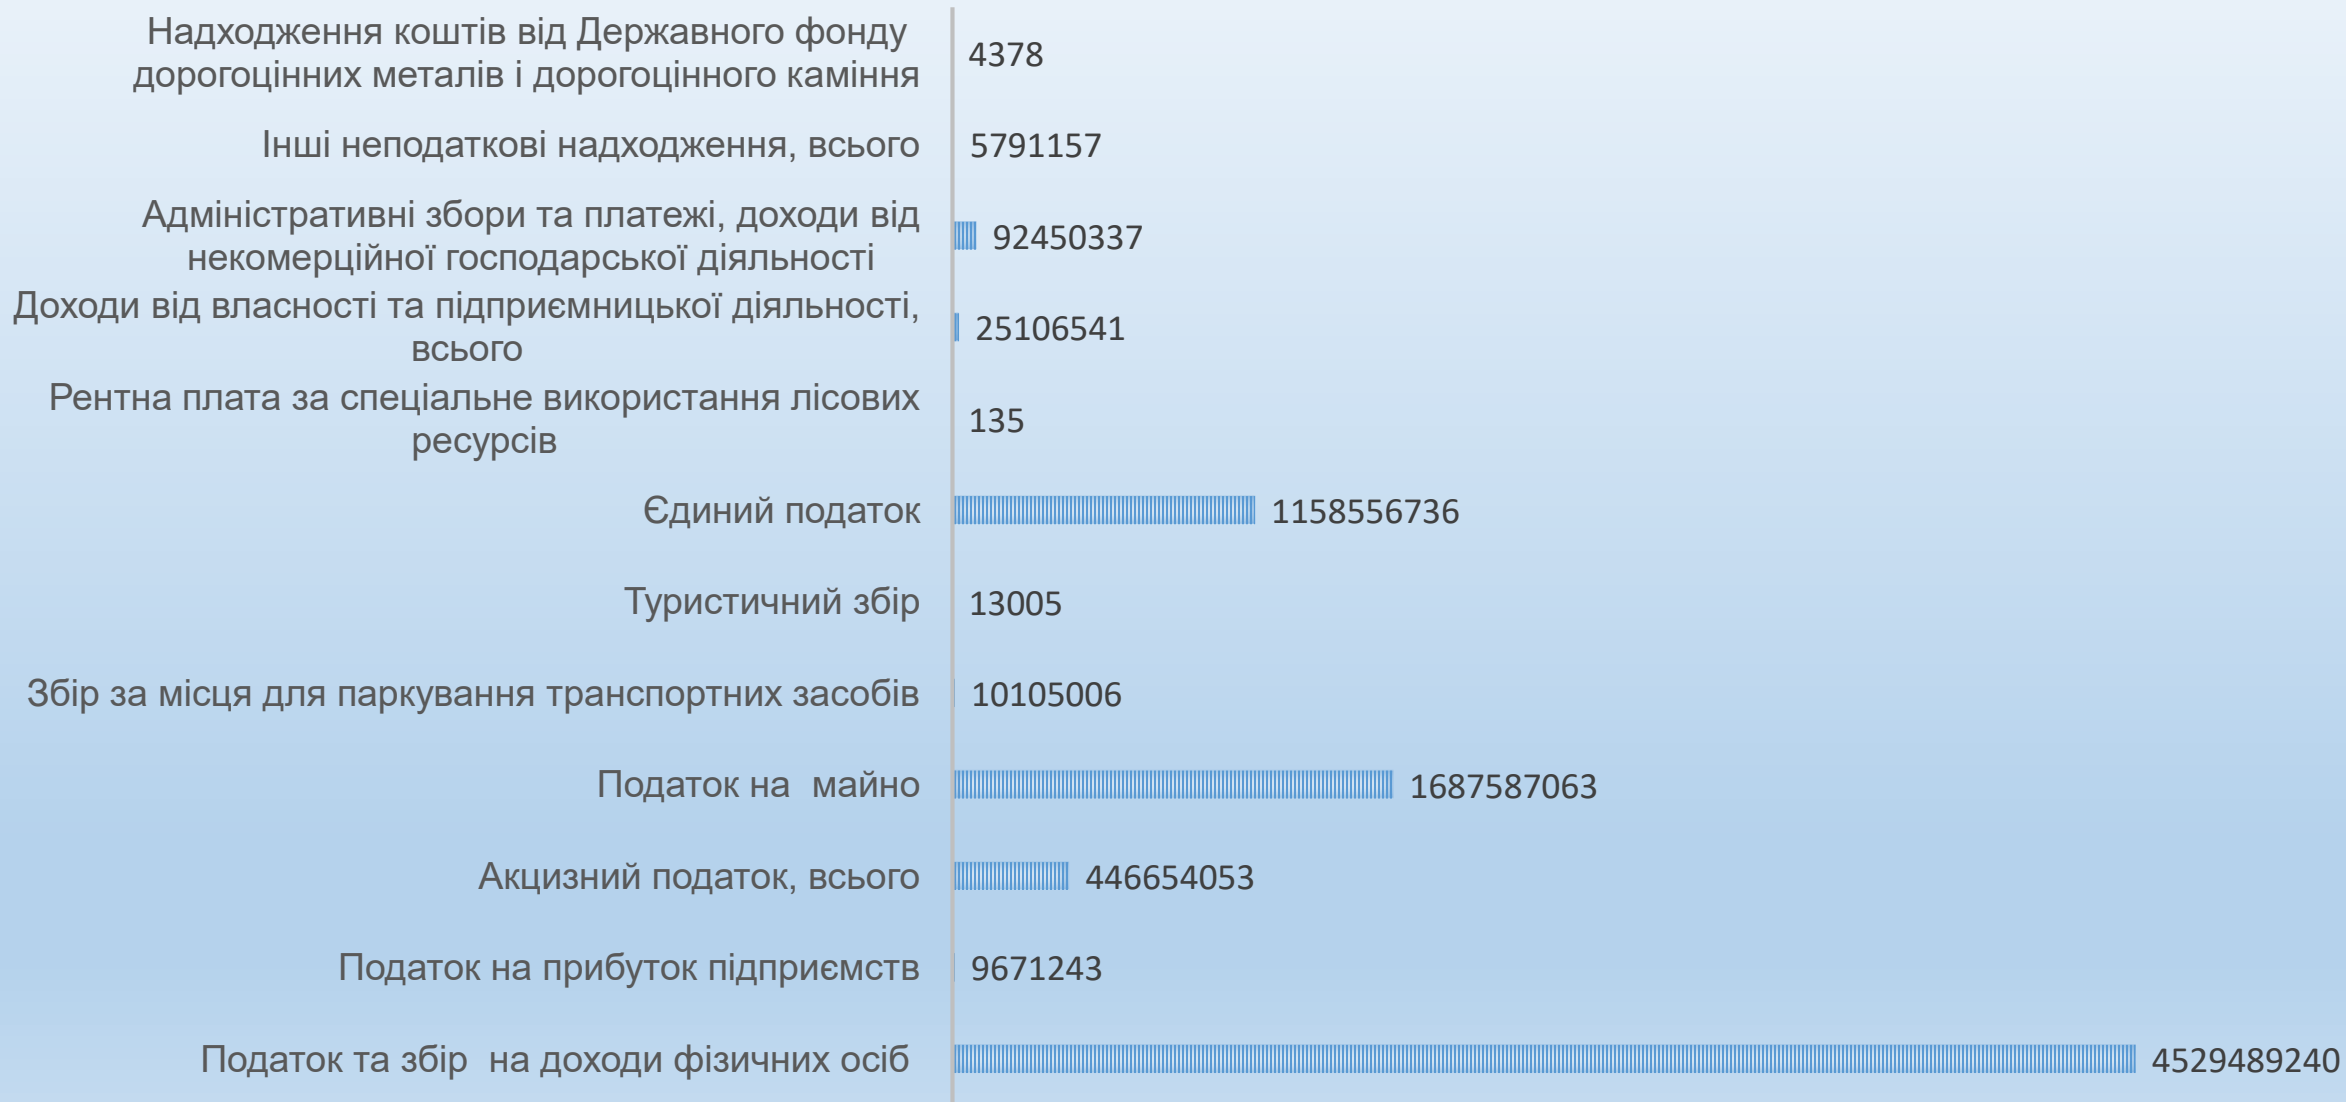 Надходження коштів від Державного фонду
дорогоцінних металів і дорогоцінного каміння
4378
Інші неподаткові надходження, всього
5791157
Адміністративні збори та платежі, доходи від
некомерційної господарської діяльності
92450337
Доходи від власності та підприємницької діяльності,
всього
25106541
Рентна плата за спеціальне використання лісових
ресурсів
135
Єдиний податок
1158556736
Туристичний збір
13005
Збір за місця для паркування транспортних засобів
10105006
Податок на  майно
1687587063
Акцизний податок, всього
446654053
Податок на прибуток підприємств
9671243
Податок та збір  на доходи фізичних осіб
4529489240